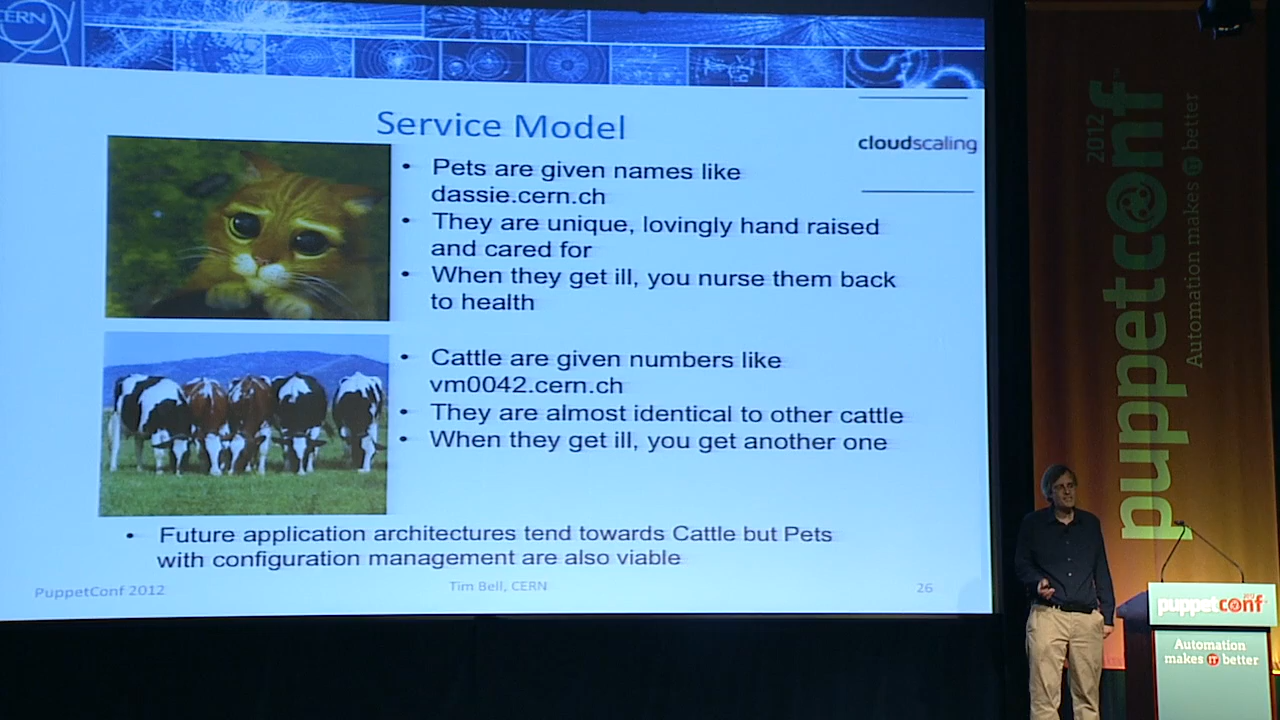 CERN
Service Model
cloudscaling
• Pets are given names like
dassie.cern.ch
• They are unique, lovingly hand raised
and cared for
• When they get ill, you nurse them back
to health
• Cattle are given numbers like
vm0042.cern.ch
• They are almost identical to other cattle
• When they get ill, you get another one
• Future application architectures tend towards Cattle but Pets
with configuration management are also viable
PuppetConf 2012
Tim Bell, CERN
26
puppetconf 2012
Automation makes IT better
puppetconf
Automation
makes IT better